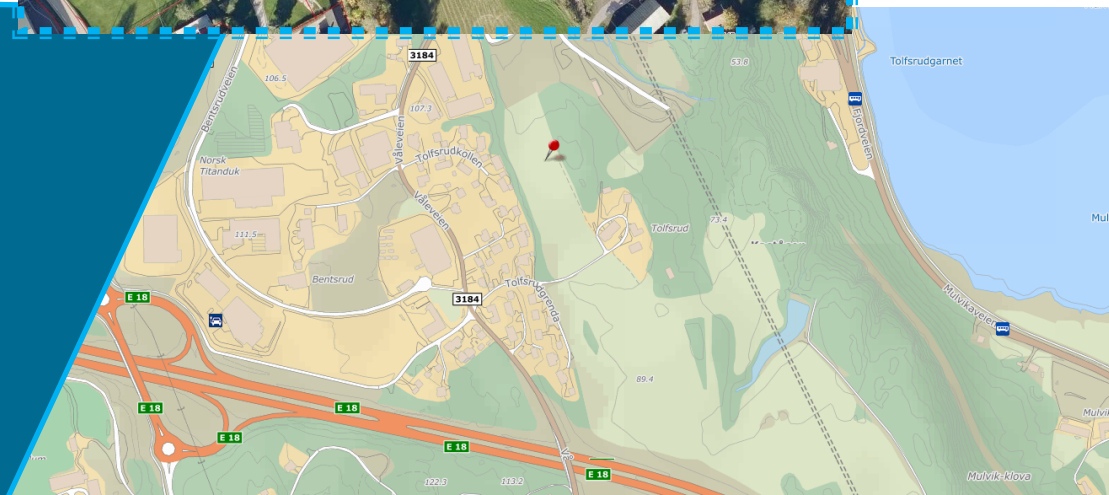 3184
53.8
Tolfsrudgarnet
106.5
Bentsrudveien
107.3
Fjordveien
Våleveien
Norsk
Titanduk
Tolfsrudkollen
Våleveien
73.4
Tolfsrud
111.5
Bentsrud
Tolfsrudgrenda
E 18
3184
Mulvikaveien
89.4
E 18
E 18
E 18
E 18
E 18
Mulvik-klova
122.3
113.2